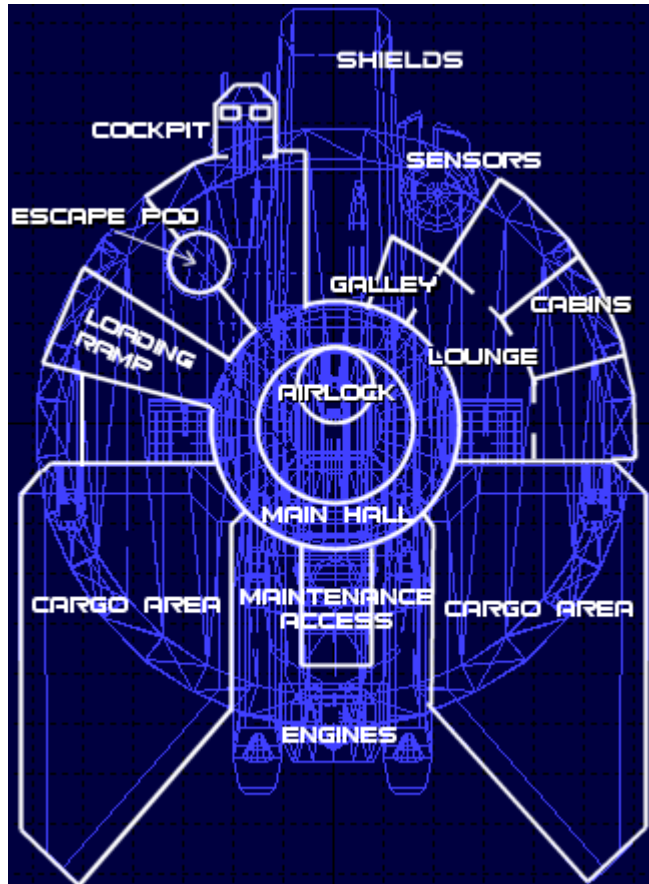 SHIELDS
COCKPIT
SENSORS
ESCAPE POD
GALLEY
CABINS
LOADING
RAMP
LOUNGE
AIRLOCK
MAIN HALL
CARGO AREA
MAINTENANCE
ACCESS
CARGO AREA
ENGINES